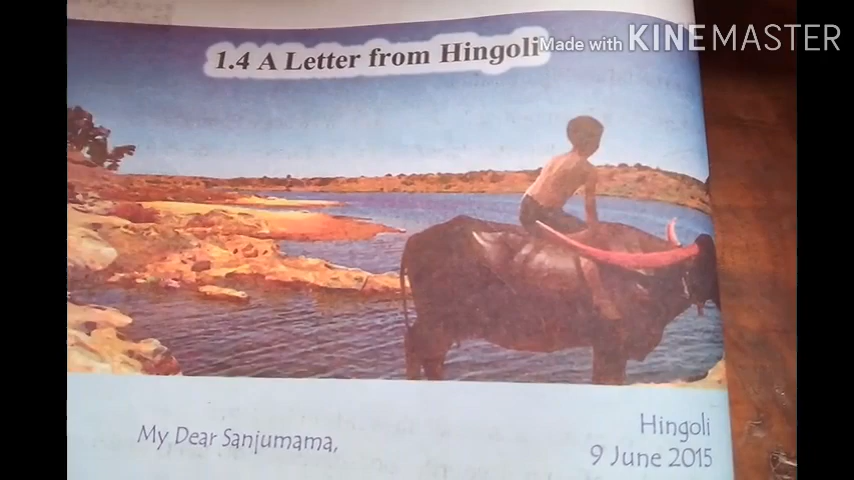 1.4 A Letter from Hingoli
Made with KINEMASTER
Hingoli
9 June 2015
My Dear Sanjumama,